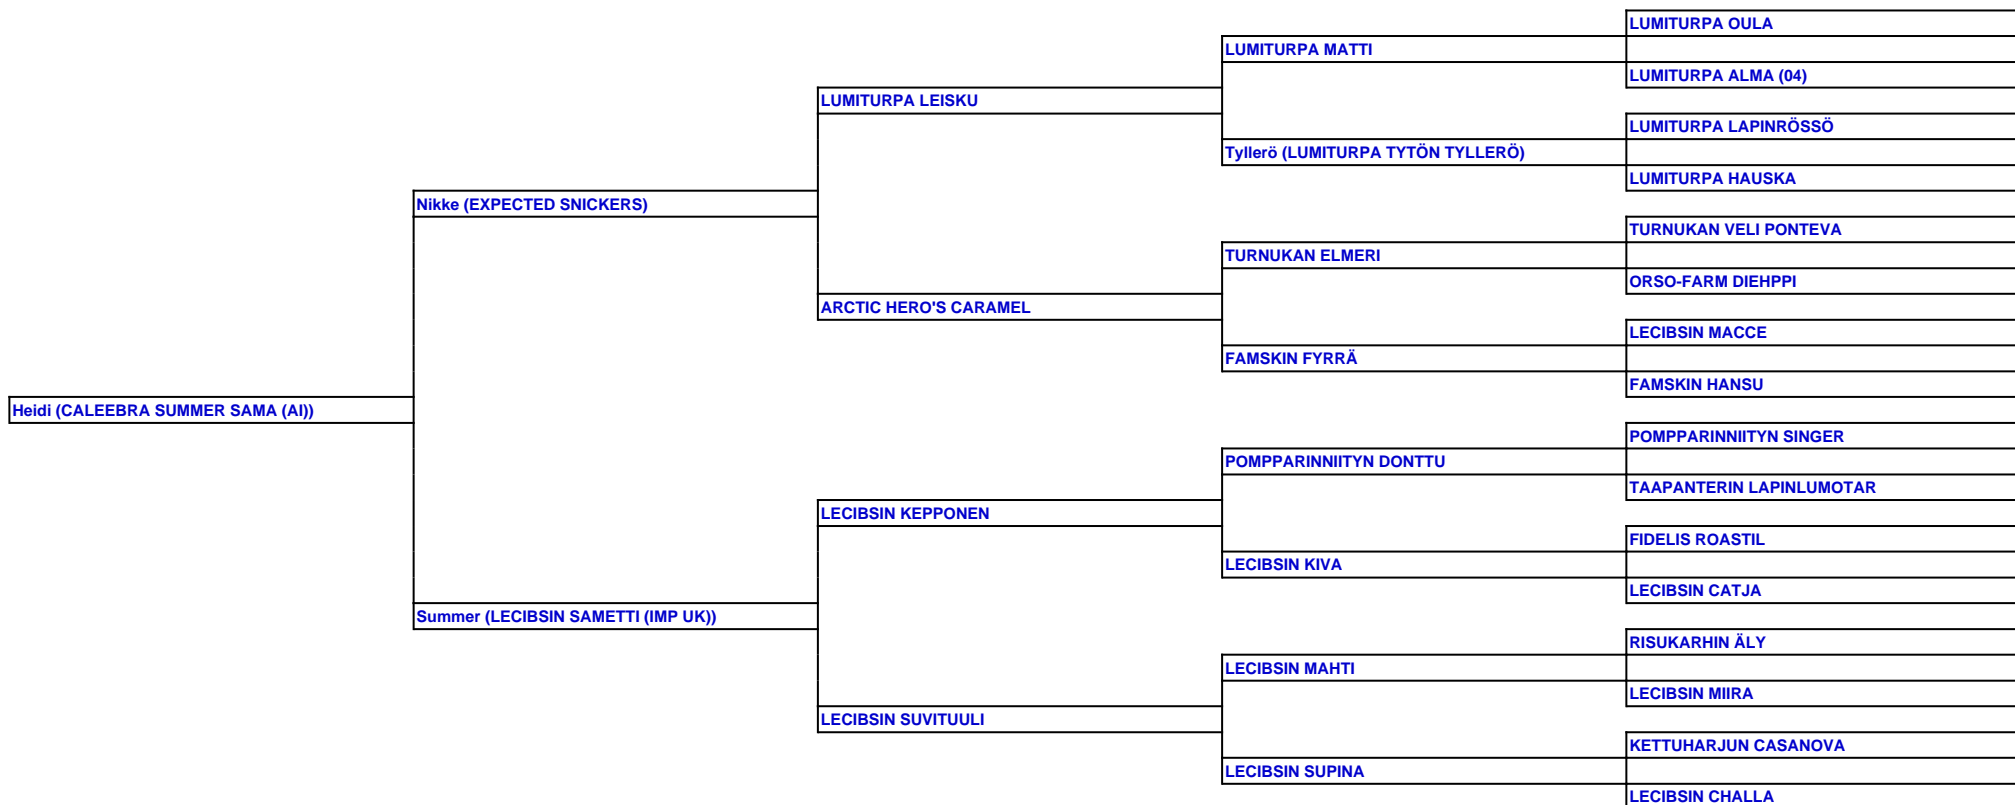 LUMITURPA OULA
LUMITURPA MATTI
LUMITURPA ALMA (04)
LUMITURPA LEISKU
LUMITURPA LAPINRÖSSÖ
Tyllerö (LUMITURPA TYTÖN TYLLERÖ)
LUMITURPA HAUSKA
Nikke (EXPECTED SNICKERS)
TURNUKAN VELI PONTEVA
TURNUKAN ELMERI
ORSO-FARM DIEHPPI
ARCTIC HERO'S CARAMEL
LECIBSIN MACCE
FAMSKIN FYRRÄ
FAMSKIN HANSU
Heidi (CALEEBRA SUMMER SAMA (AI))
POMPPARINNIITYN SINGER
POMPPARINNIITYN DONTTU
TAAPANTERIN LAPINLUMOTAR
LECIBSIN KEPPONEN
FIDELIS ROASTIL
LECIBSIN KIVA
LECIBSIN CATJA
Summer (LECIBSIN SAMETTI (IMP UK))
RISUKARHIN ÄLY
LECIBSIN MAHTI
LECIBSIN MIIRA
LECIBSIN SUVITUULI
KETTUHARJUN CASANOVA
LECIBSIN SUPINA
LECIBSIN CHALLA